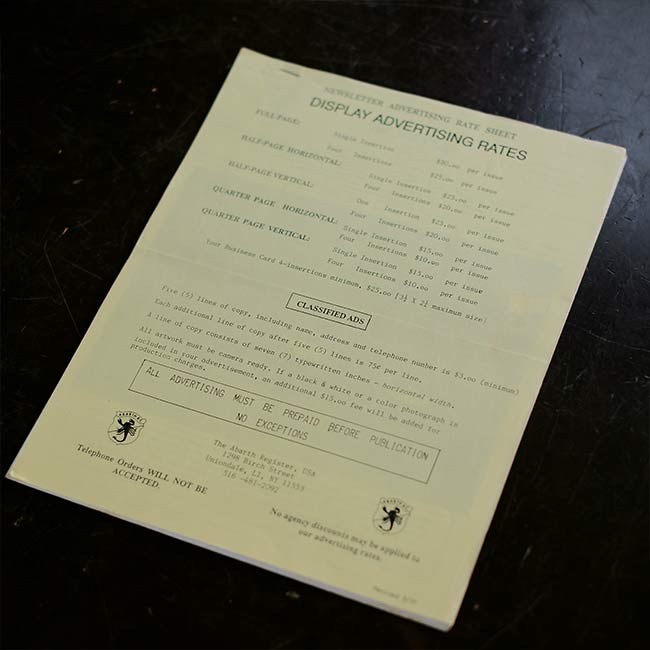 NEWSLETTER ADVERTISING RATE SHEET
DISPLAY ADVERTISING RATES
FULL PAGE: Single Insertion $30.00 per issue
Four Insertions $25.00 per issue
HALF-PAGE HORIZONTAL: Single Insertion $25.00 per issue
Four Insertions $20.00 per issue
HALF-PAGE VERTICAL: One Insertion $25.00 per issue
Four Insertions $20.00 per issue
QUARTER PAGE HORIZONTAL: Single Insertion $15.00 per issue
Four Insertions $10.00 per issue
QUARTER PAGE VERTICAL: Single Insertion $15.00 per issue
Four Insertions $10.00 per issue
Your Business Card 4-insertions minimum, $25.00 [3½ X 2½ maximum size]
CLASSIFIED ADS
Five (5) lines of copy, including name, address and telephone number is $3.00 (minimum)
Each additional line of copy after five (5) lines is 75¢ per line.
A line of copy consists of seven (7) typewritten inches - horizontal width.
All artwork must be camera ready. If a black & white or a color photograph is
included in your advertisement, an additional $15.00 fee will be added for
production charges.
ALL ADVERTISING MUST BE PREPAID BEFORE PUBLICATION
NO EXCEPTIONS
The Abarth Register, USA
1298 Birch Street
Uniondale, LI, NY 11553
516 -481-2092
Telephone Orders WILL NOT BE
ACCEPTED.
No agency discounts may be applied to
our advertising rates.